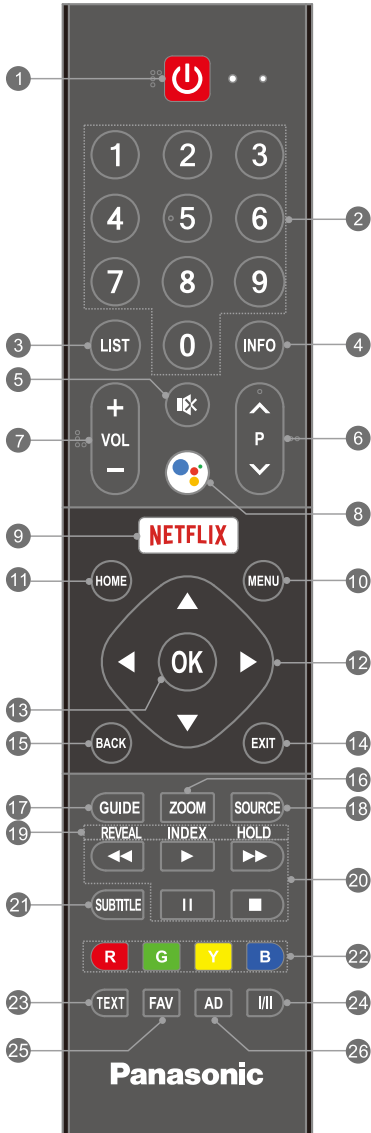 1
1 2 3
2
4 5 6
7 8 9
3 LIST 0 INFO 4
5
+
7 VOL P 6
−
8
9 NETFLIX
11 HOME MENU 10
OK 12
13
15 BACK EXIT 14
16
17 GUIDE ZOOM SOURCE 18
19 REVEAL INDEX HOLD
20
21 SUBTITLE
R G Y B 22
23 TEXT FAV AD I/II 24
25 26
Panasonic